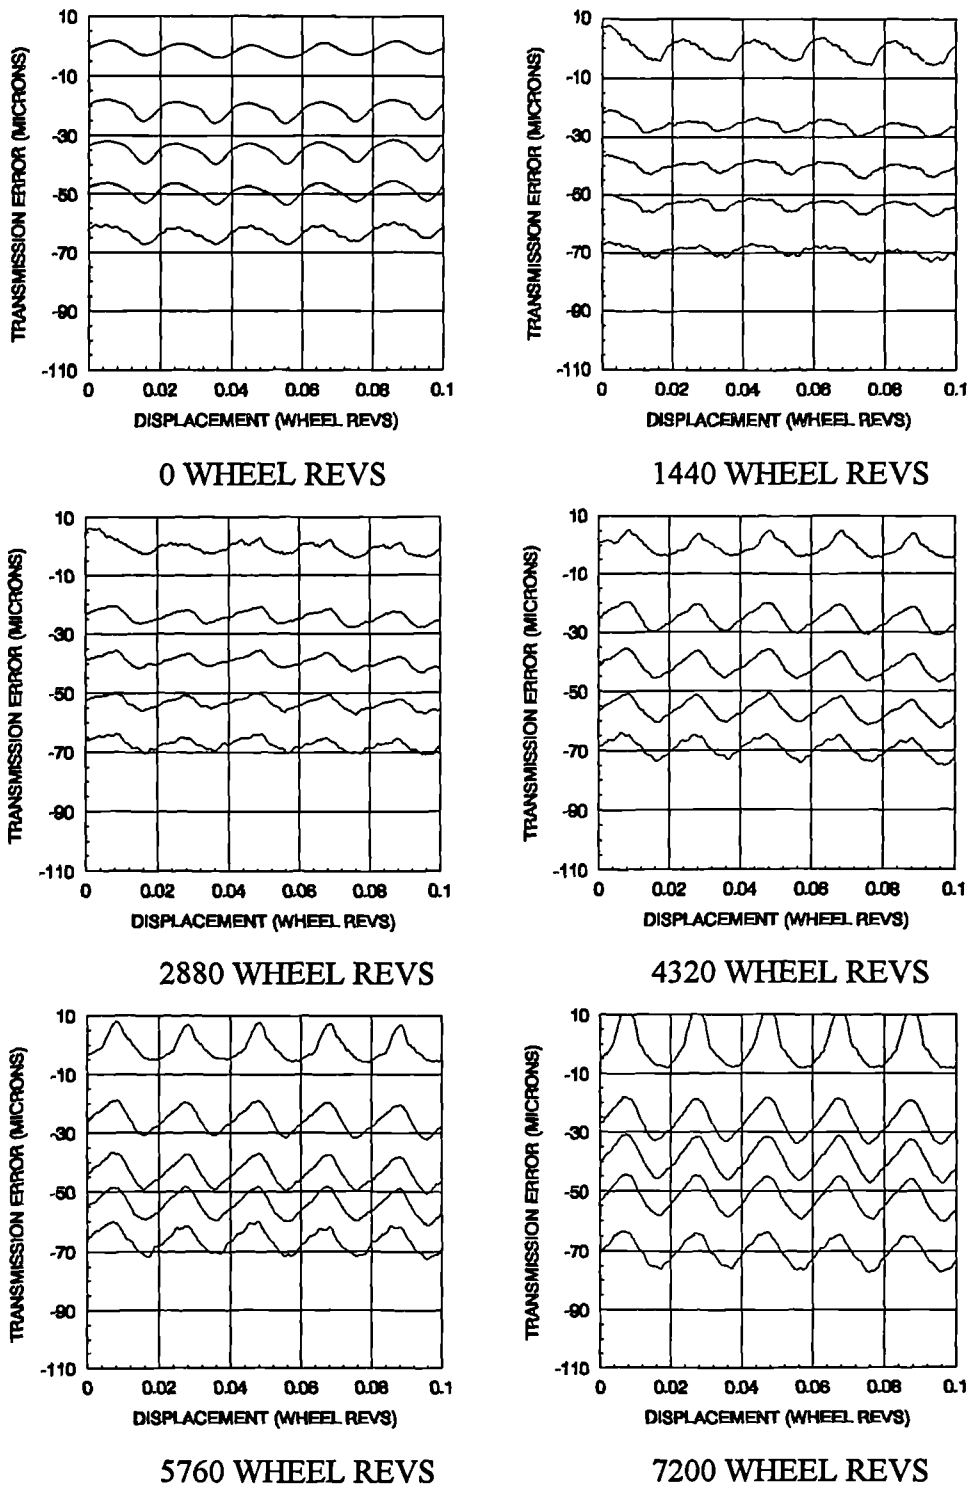 TRANSMISSION ERROR (MICRONS)
10
-10
-30
-50
-70
-90
-110
0 0.02 0.04 0.06 0.08 0.1
DISPLACEMENT (WHEEL REVS)
0 WHEEL REVS
TRANSMISSION ERROR (MICRONS)
10
-10
-30
-50
-70
-90
-110
0 0.02 0.04 0.06 0.08 0.1
DISPLACEMENT (WHEEL REVS)
1440 WHEEL REVS
TRANSMISSION ERROR (MICRONS)
10
-10
-30
-50
-70
-90
-110
0 0.02 0.04 0.06 0.08 0.1
DISPLACEMENT (WHEEL REVS)
2880 WHEEL REVS
TRANSMISSION ERROR (MICRONS)
10
-10
-30
-50
-70
-90
-110
0 0.02 0.04 0.06 0.08 0.1
DISPLACEMENT (WHEEL REVS)
4320 WHEEL REVS
TRANSMISSION ERROR (MICRONS)
10
-10
-30
-50
-70
-90
-110
0 0.02 0.04 0.06 0.08 0.1
DISPLACEMENT (WHEEL REVS)
5760 WHEEL REVS
TRANSMISSION ERROR (MICRONS)
10
-10
-30
-50
-70
-90
-110
0 0.02 0.04 0.06 0.08 0.1
DISPLACEMENT (WHEEL REVS)
7200 WHEEL REVS